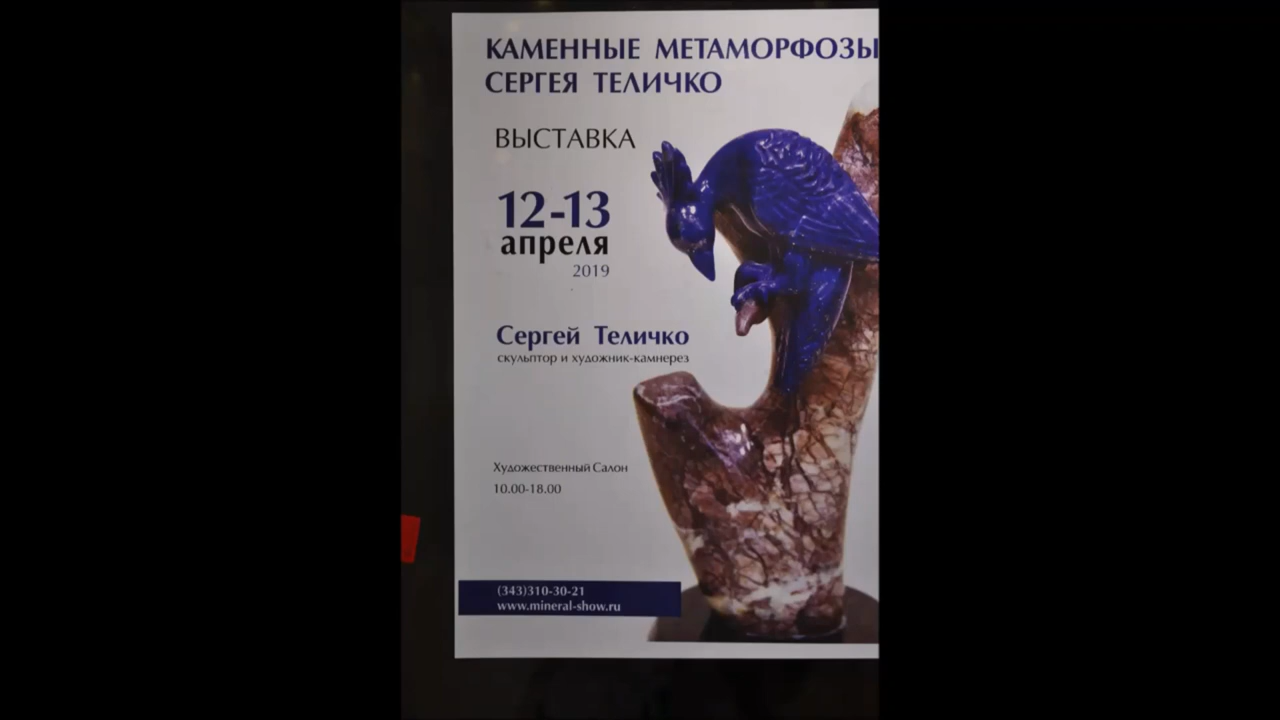 КАМЕННЫЕ МЕТАМОРФОЗЫ
СЕРГЕЯ ТЕЛИЧКО
ВЫСТАВКА
12-13
апреля
2019
Сергей Теличко
скульптор и художник-камнерез
Художественный Салон
10.00-18.00
(343)310-30-21
www.mineral-show.ru